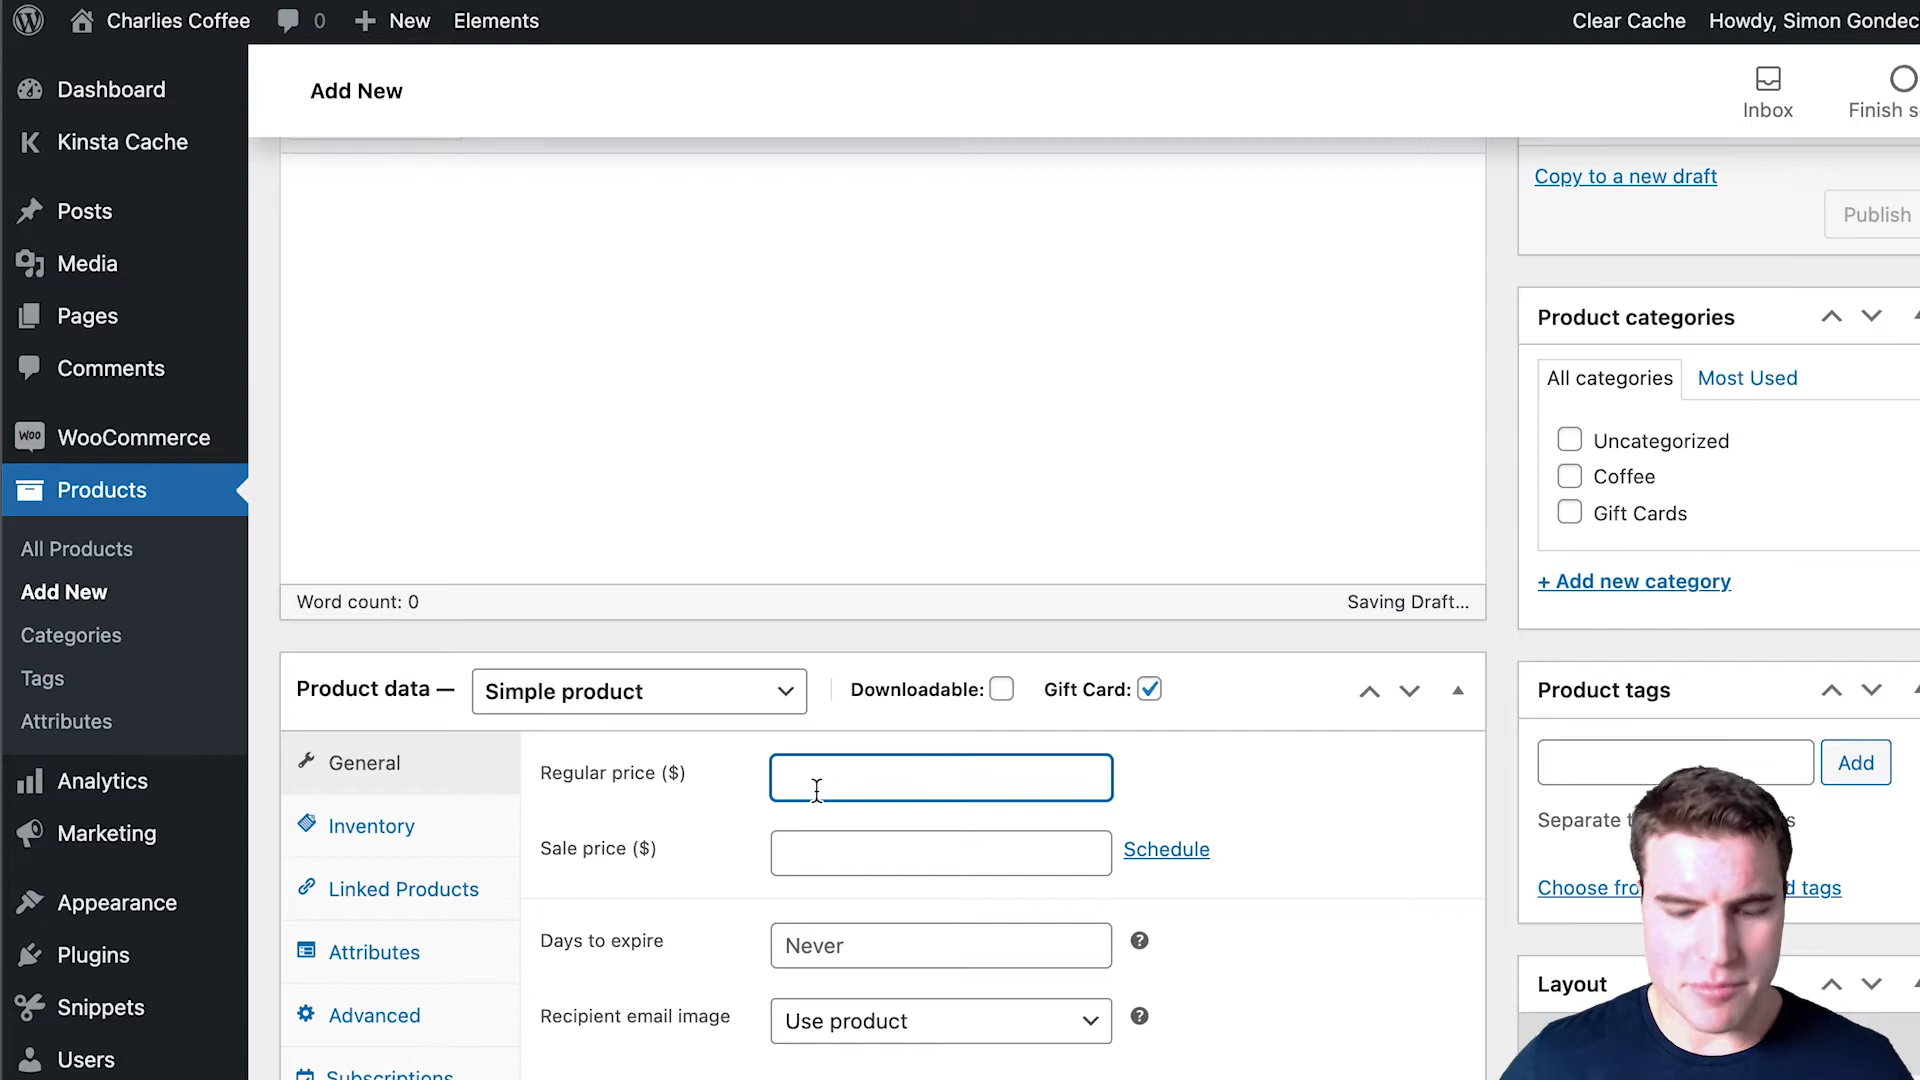 Charlies Coffee 0 New Elements Clear Cache Howdy, Simon Gondec
Dashboard
Kinsta Cache
Posts
Media
Pages
Comments
WooCommerce
Products
All Products
Add New
Categories
Tags
Attributes
Analytics
Marketing
Appearance
Plugins
Snippets
Users
Add New
Inbox
Finish s
Word count: 0 Saving Draft...
Product data — Simple product Downloadable: Gift Card:
General
Inventory
Linked Products
Attributes
Advanced
Subscriptions
Regular price ($)
Sale price ($) Schedule
Days to expire Never
Recipient email image Use product
Copy to a new draft
Publish
Product categories
All categories Most Used
Uncategorized
Coffee
Gift Cards
+ Add new category
Product tags
Add
Separate
Choose
tags
Layout